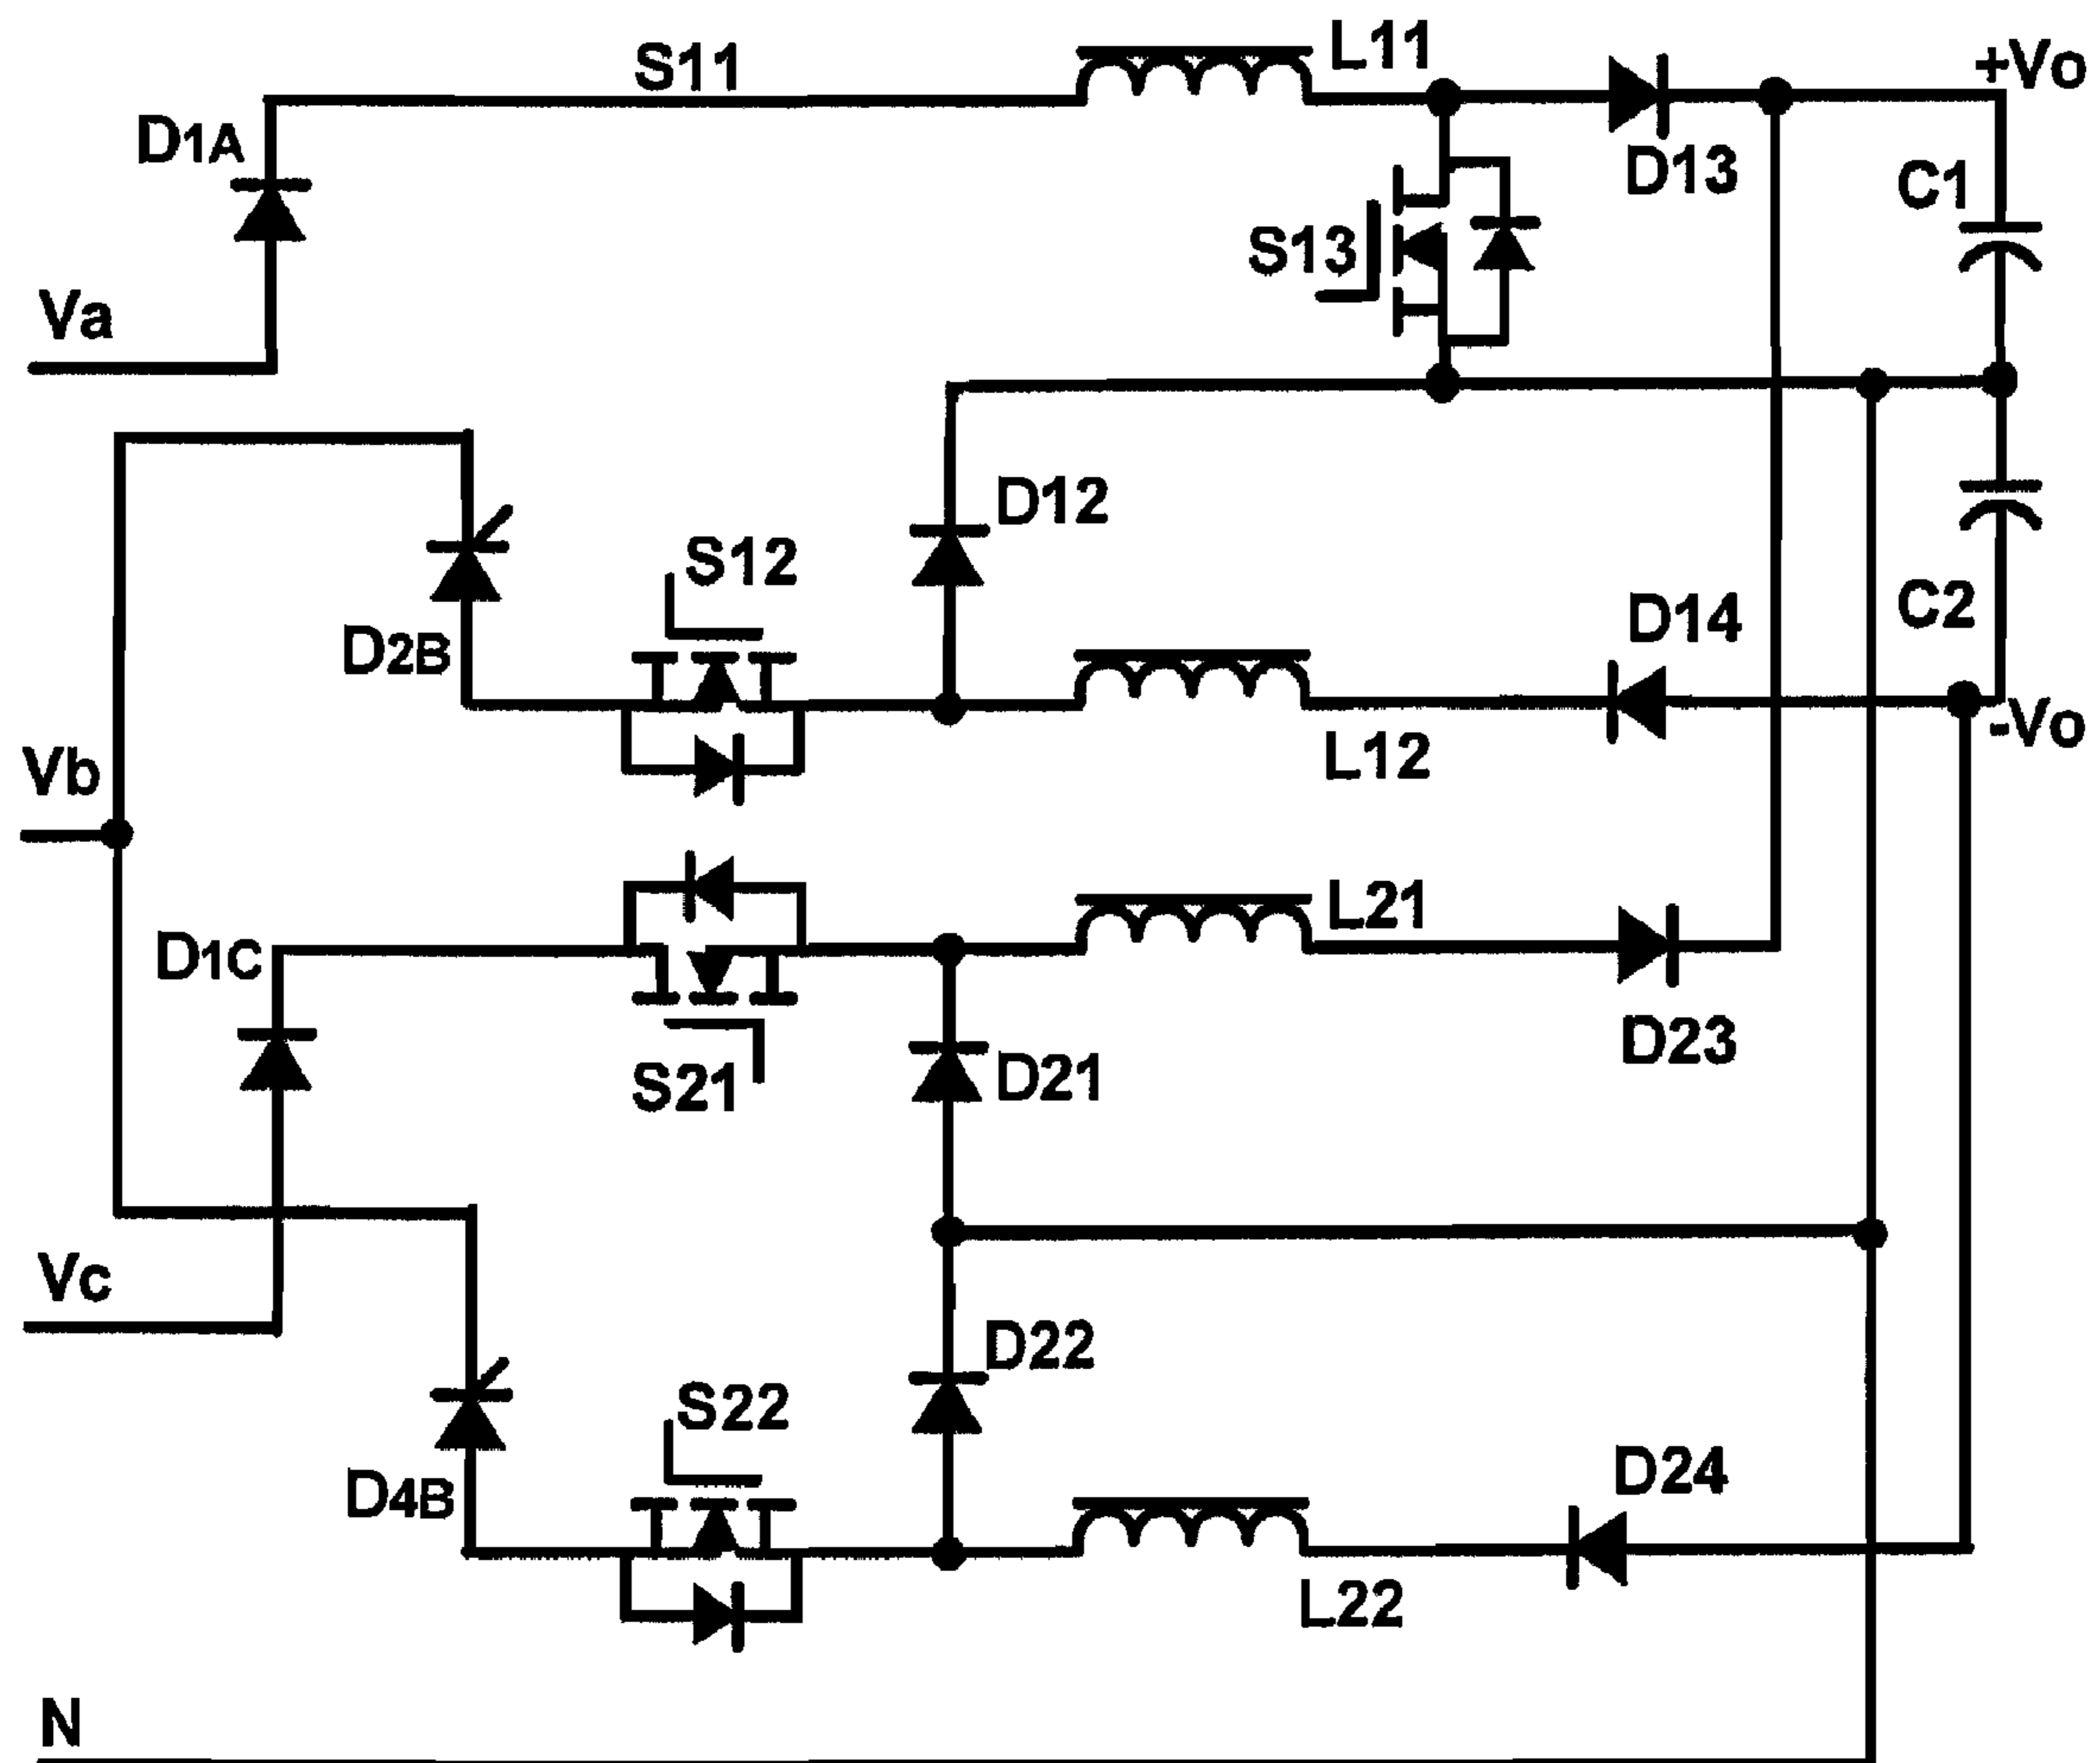 S11
L11
+Vo
D1A
D13
C1
S13
Va
D12
S12
D14
C2
D2B
-Vo
L12
Vb
L21
D1C
D23
S21
D21
Vc
D22
S22
D24
D4B
L22
N